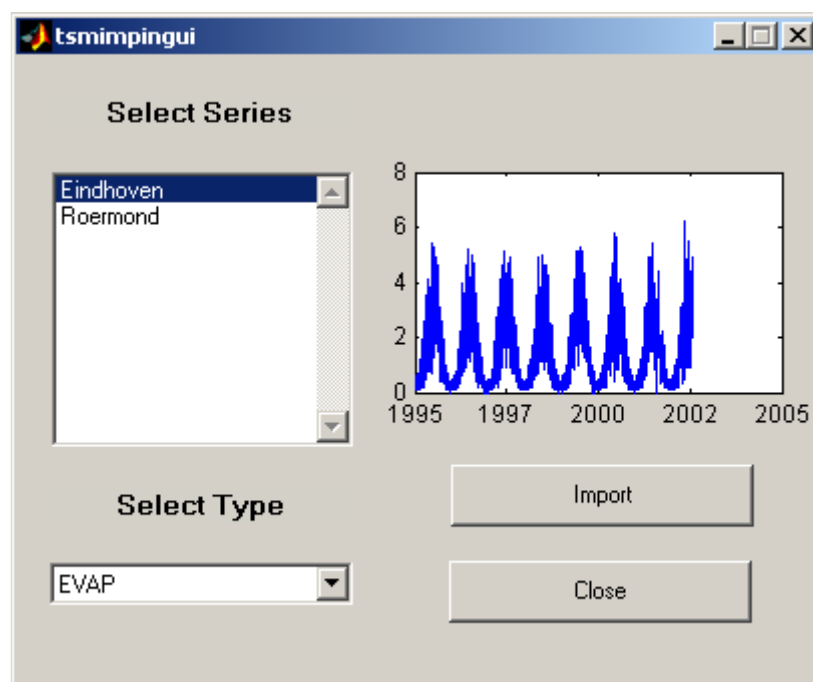 tsmimpingui
Select Series
Eindhoven
Roermond
8
6
4
2
0
1995 1997 2000 2002 2005
Select Type
EVAP
Import
Close